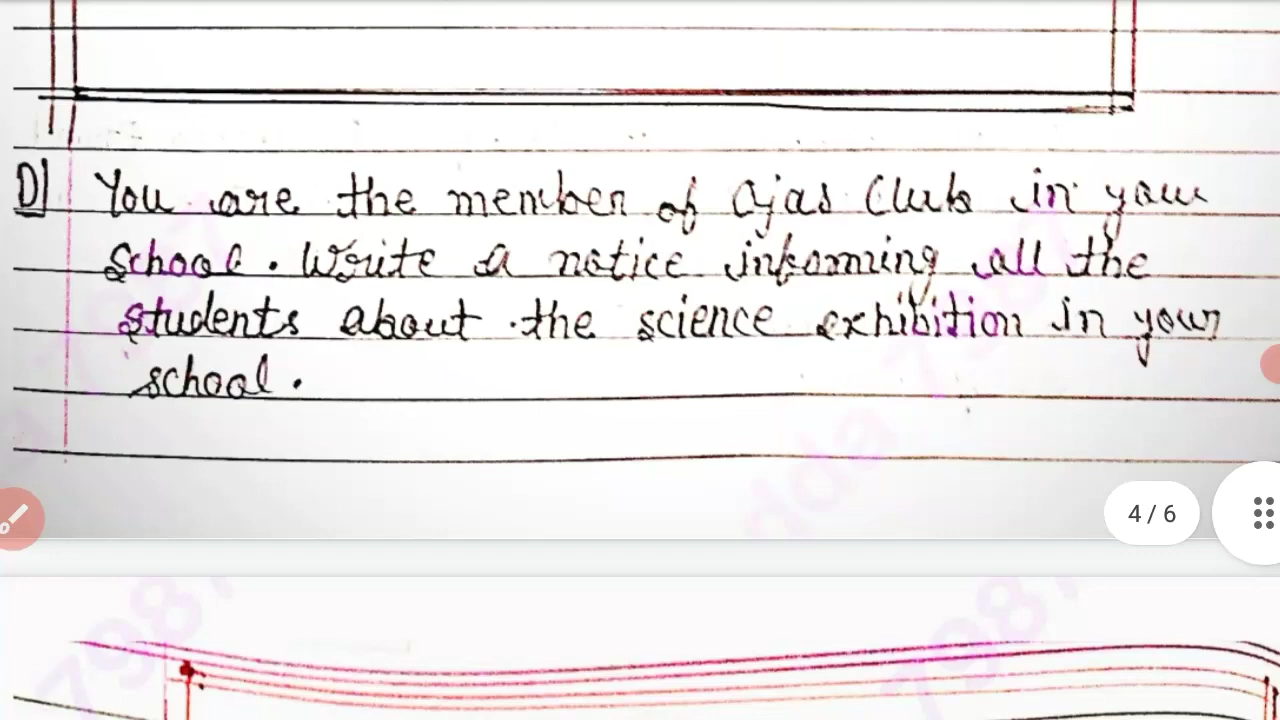 D] You are the member of Ojas Club in your
school. Write a notice informing all the
students about the science exhibition in your
school.
4 / 6